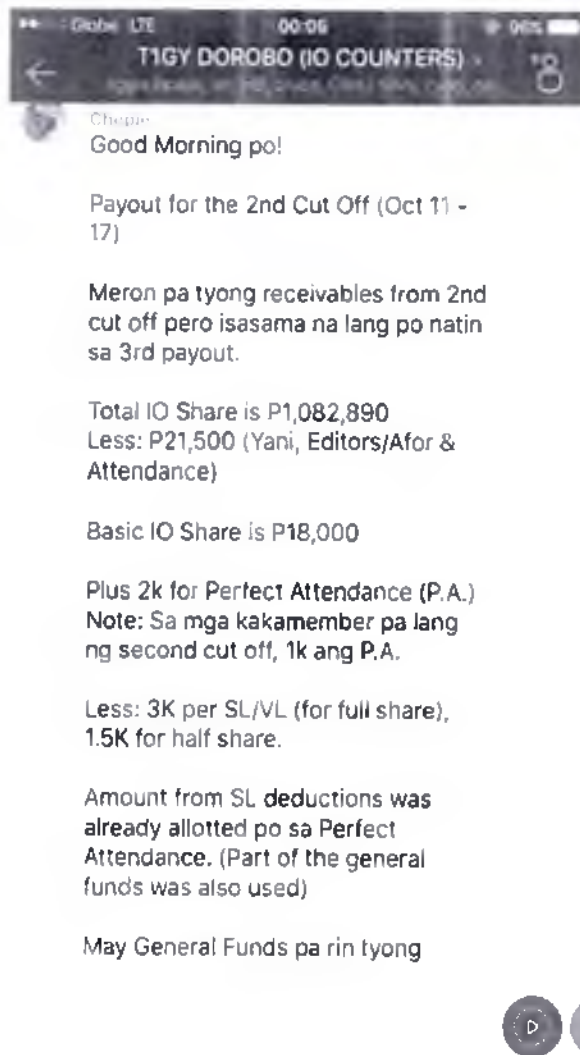 Globe LTE 00:05 96%
T1GY DOROBO (IO COUNTERS)
Chepie
Good Morning po!
Payout for the 2nd Cut Off (Oct 11 -
17)
Meron pa tyong receivables from 2nd
cut off pero isasama na lang po natin
sa 3rd payout.
Total IO Share is P1,082,890
Less: P21,500 (Yani, Editors/Afor &
Attendance)
Basic IO Share is P18,000
Plus 2k for Perfect Attendance (P.A.)
Note: Sa mga kakamember pa lang
ng second cut off, 1k ang P.A.
Less: 3K per SL/VL (for full share),
1.5K for half share.
Amount from SL deductions was
already allotted po sa Perfect
Attendance. (Part of the general
funds was also used)
May General Funds pa rin tyong